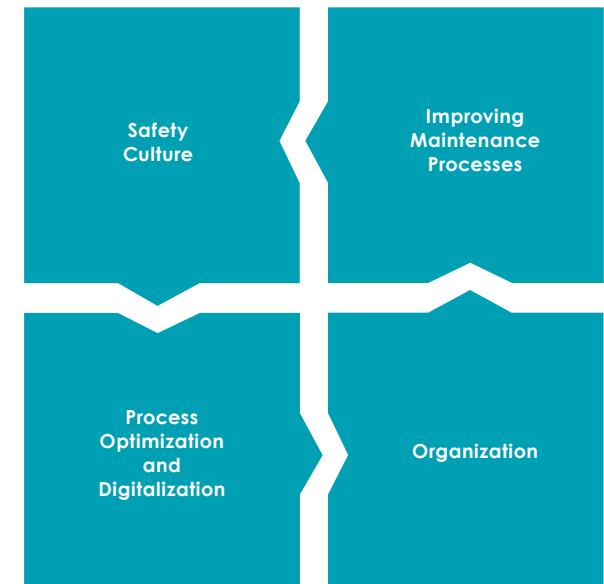 Safety
Culture
Improving
Maintenance
Processes
Process
Optimization
and
Digitalization
Organization